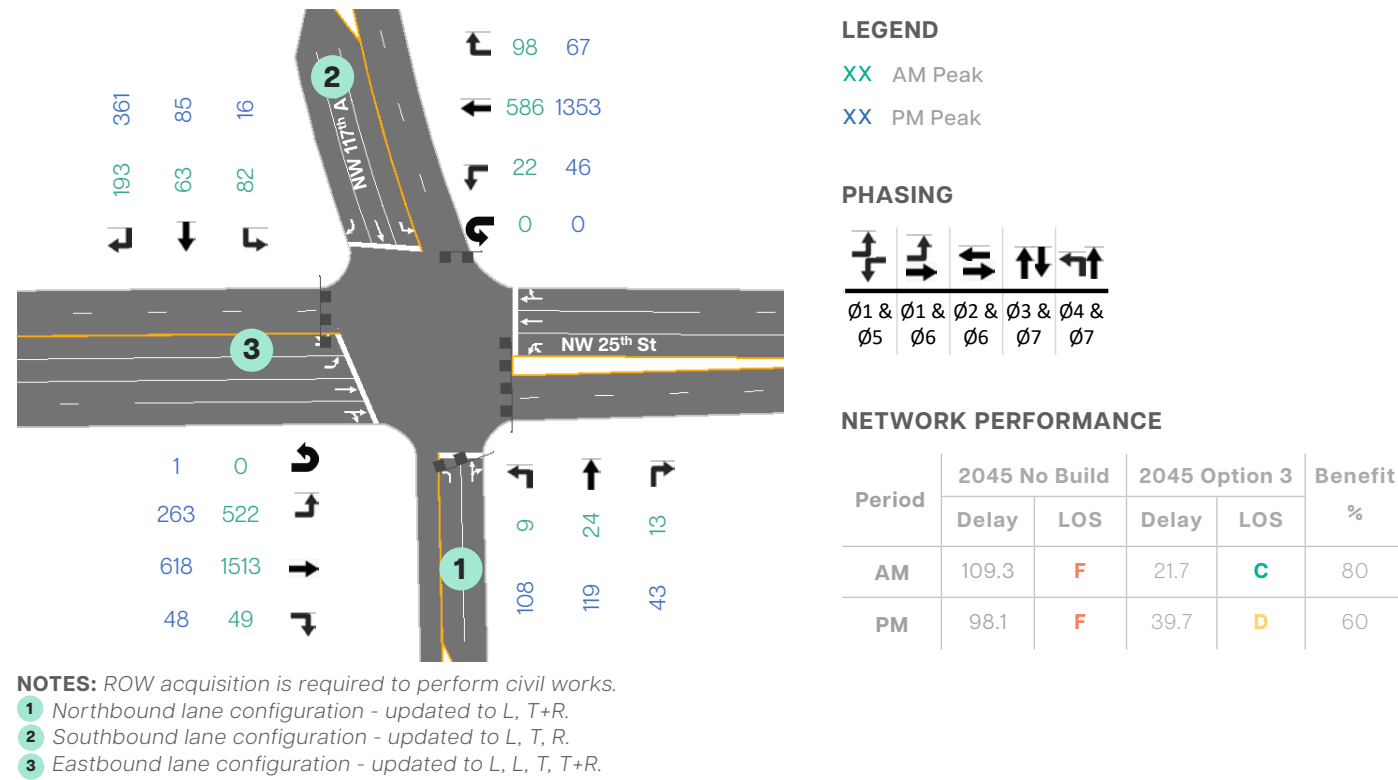 98 67
586 1353
22 46
0 0
361 85 16
193 63 82
2
NW 117th A
3
NW 25th St
1 0
263 522
618 1513
48 49
1
9 24 13
108 119 43
LEGEND
XX AM Peak
XX PM Peak
PHASING
Ø1 & Ø1 & Ø2 & Ø3 & Ø4 &
Ø5 Ø6 Ø6 Ø7 Ø7
NETWORK PERFORMANCE
Period 2045 No Build 2045 Option 3 Benefit %
Delay LOS Delay LOS
AM 109.3 F 21.7 C 80
PM 98.1 F 39.7 D 60
NOTES: ROW acquisition is required to perform civil works.
1 Northbound lane configuration - updated to L, T+R.
2 Southbound lane configuration - updated to L, T, R.
3 Eastbound lane configuration - updated to L, L, T, T+R.